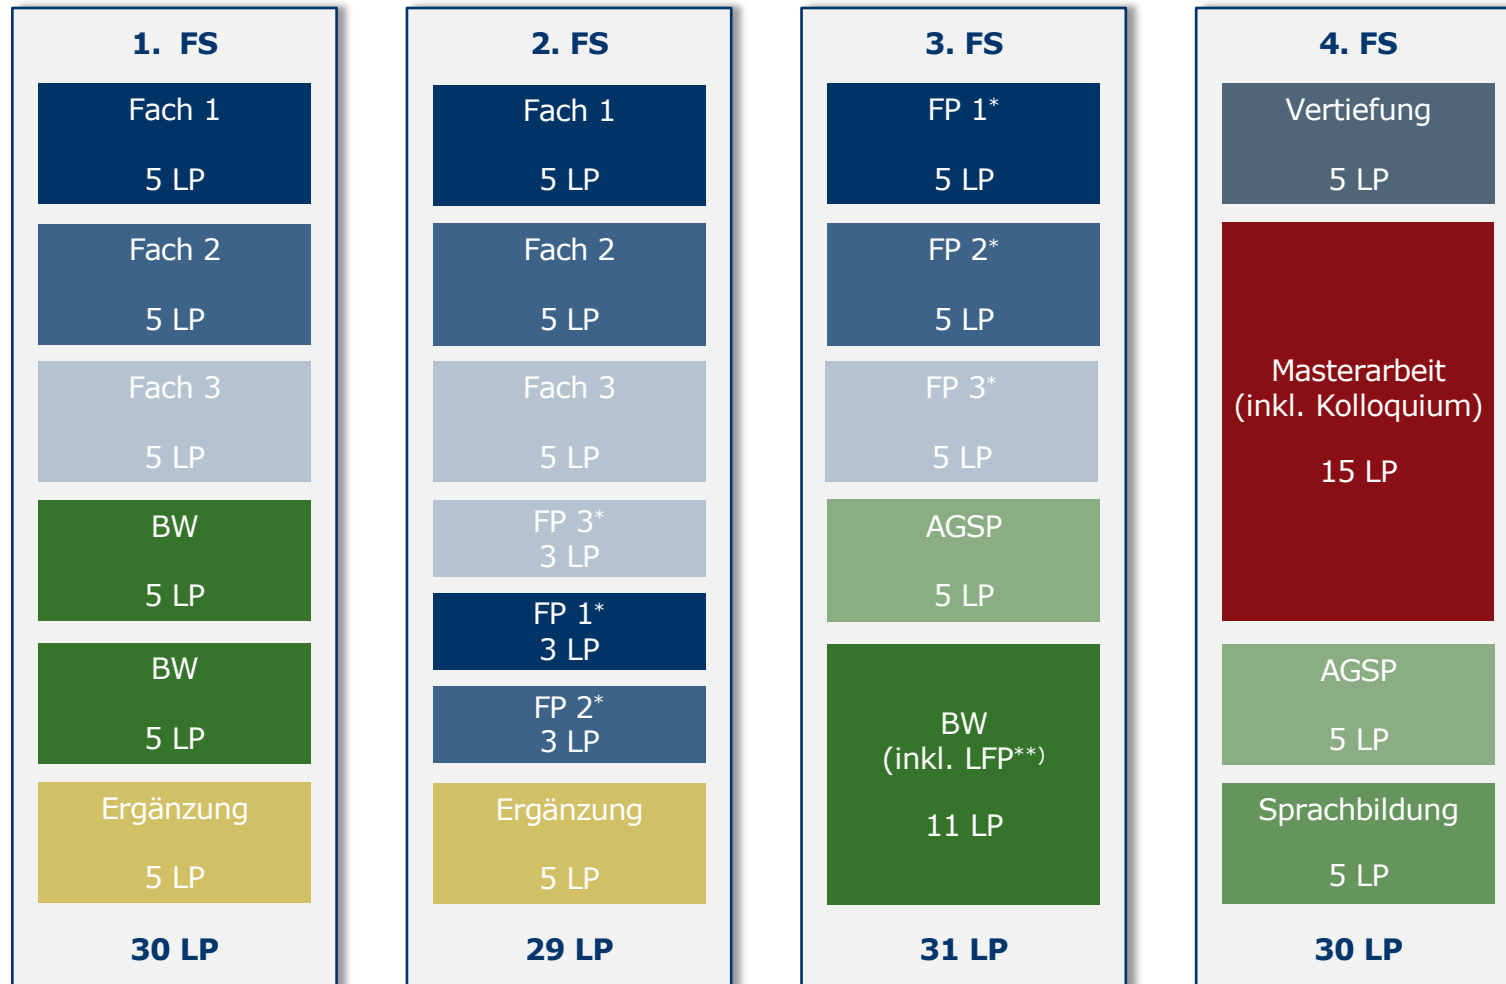 1. FS
Fach 1
5 LP
Fach 2
5 LP
Fach 3
5 LP
BW
5 LP
BW
5 LP
Ergänzung
5 LP
30 LP
2. FS
Fach 1
5 LP
Fach 2
5 LP
Fach 3
5 LP
FP 3*
3 LP
FP 1*
3 LP
FP 2*
3 LP
Ergänzung
5 LP
29 LP
3. FS
FP 1*
5 LP
FP 2*
5 LP
FP 3*
5 LP
AGSP
5 LP
BW
(inkl. LFP**)
11 LP
31 LP
4. FS
Vertiefung
5 LP
Masterarbeit
(inkl. Kolloquium)
15 LP
AGSP
5 LP
Sprachbildung
5 LP
30 LP